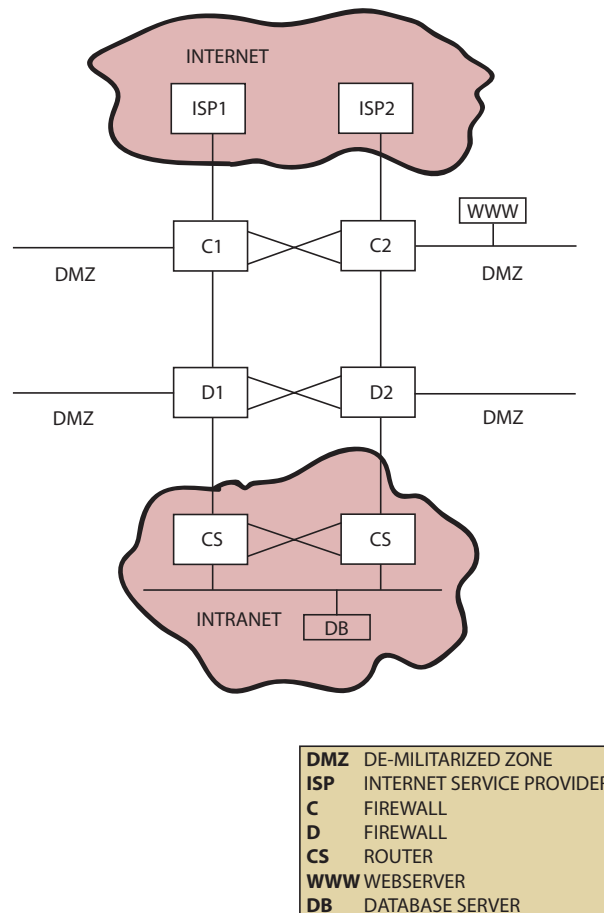 INTERNET
ISP1
ISP2
WWW
C1
C2
DMZ
DMZ
D1
D2
DMZ
DMZ
CS
CS
INTRANET
DB
DMZ DE-MILITARIZED ZONE
ISP INTERNET SERVICE PROVIDER
C FIREWALL
D FIREWALL
CS ROUTER
WWW WEBSERVER
DB DATABASE SERVER